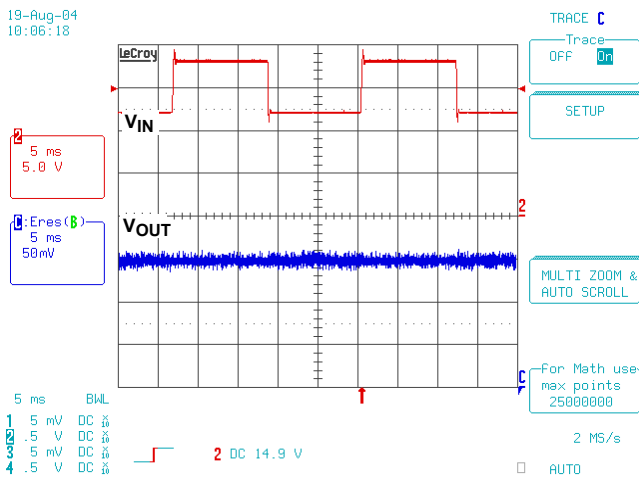 19-Aug-04
10:06:18
LeCroy
VIN
VOUT
2
5 ms
5.0 V
C:Eres(B)
5 ms
50mV
2
C
5 ms BWL
1 5 mV DC X10
2 .5 V DC X10
3 5 mV DC X10
4 .5 V DC X10
2 DC 14.9 V
TRACE C
Trace
OFF On
SETUP
MULTI ZOOM &
AUTO SCROLL
For Math use
max points
25000000
2 MS/s
AUTO